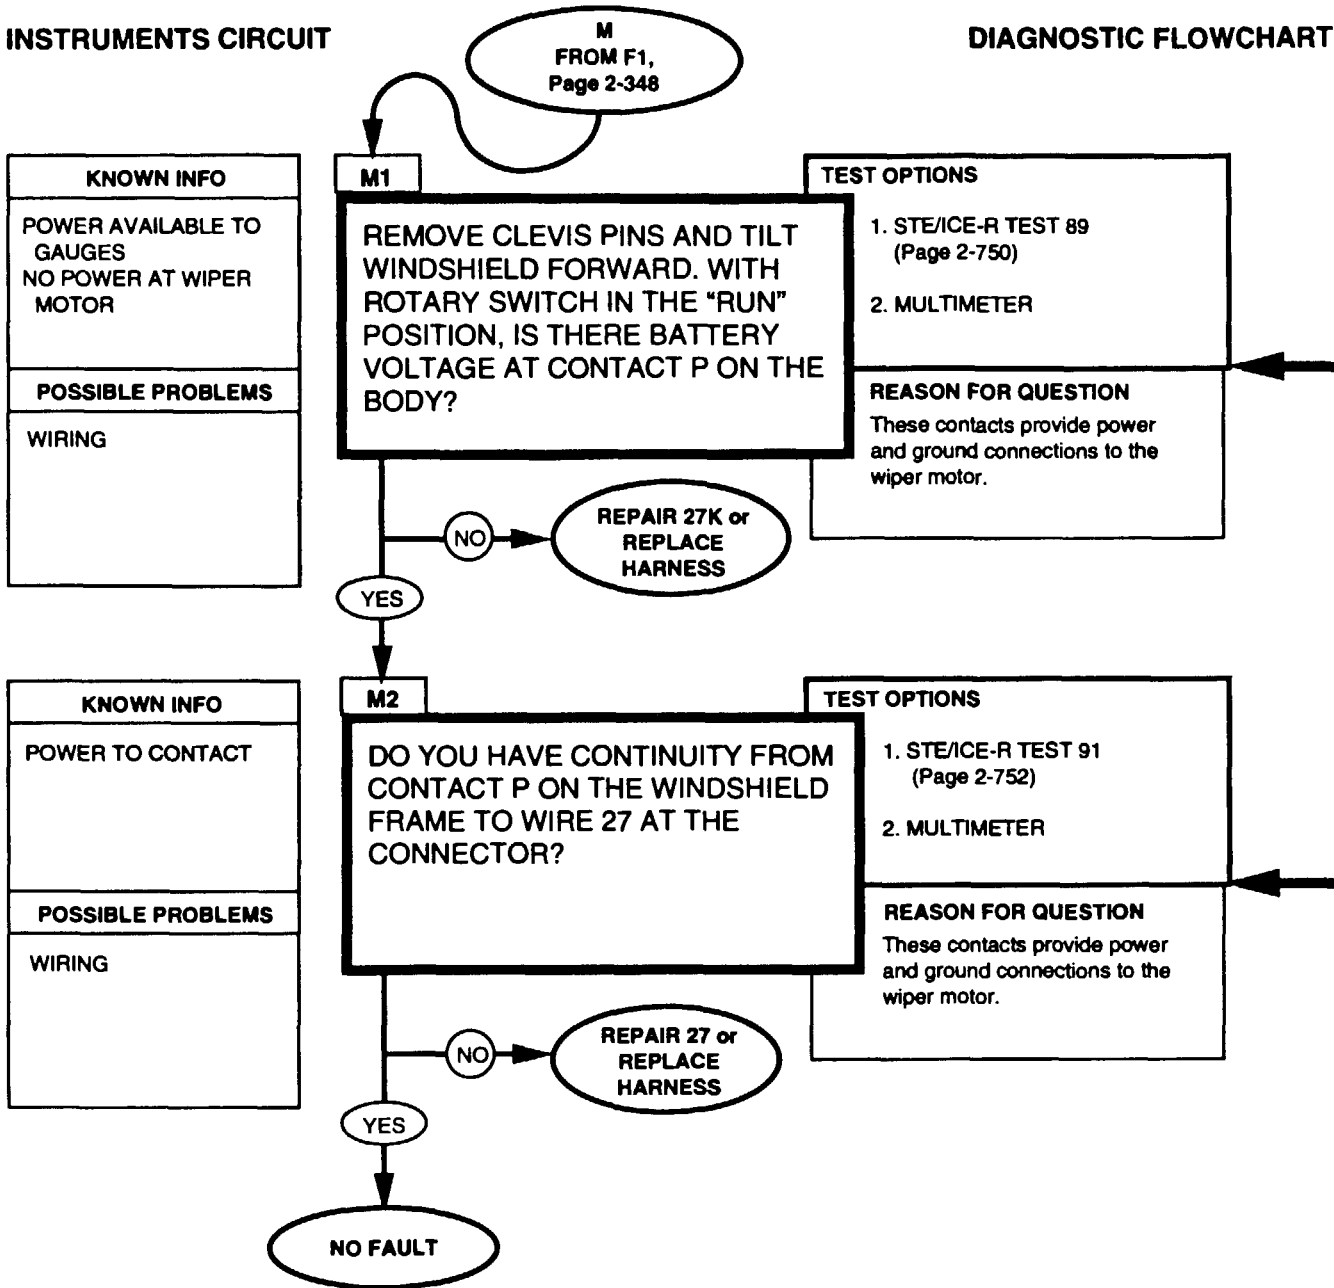 INSTRUMENTS CIRCUIT
DIAGNOSTIC FLOWCHART
M
FROM F1,
Page 2-348
KNOWN INFO
POWER AVAILABLE TO
GAUGES
NO POWER AT WIPER
MOTOR
POSSIBLE PROBLEMS
WIRING
M1
REMOVE CLEVIS PINS AND TILT
WINDSHIELD FORWARD. WITH
ROTARY SWITCH IN THE “RUN”
POSITION, IS THERE BATTERY
VOLTAGE AT CONTACT P ON THE
BODY?
TEST OPTIONS
1. STE/ICE-R TEST 89
(Page 2-750)
2. MULTIMETER
REASON FOR QUESTION
These contacts provide power
and ground connections to the
wiper motor.
NO
REPAIR 27K or
REPLACE
HARNESS
YES
KNOWN INFO
POWER TO CONTACT
POSSIBLE PROBLEMS
WIRING
M2
DO YOU HAVE CONTINUITY FROM
CONTACT P ON THE WINDSHIELD
FRAME TO WIRE 27 AT THE
CONNECTOR?
TEST OPTIONS
1. STE/ICE-R TEST 91
(Page 2-752)
2. MULTIMETER
REASON FOR QUESTION
These contacts provide power
and ground connections to the
wiper motor.
NO
REPAIR 27 or
REPLACE
HARNESS
YES
NO FAULT